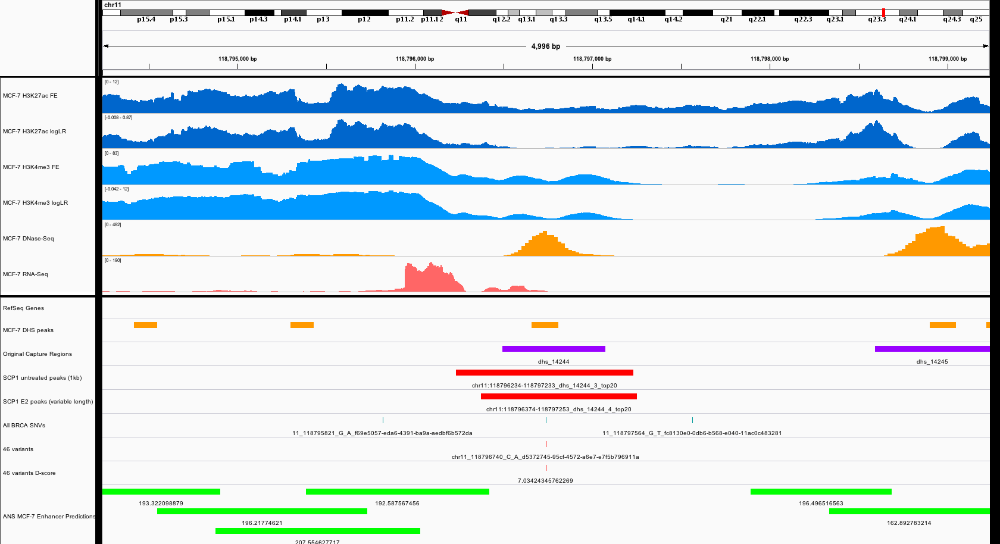 chr11
p15.4 p15.3 p15.1 p14.3 p14.1 p13 p12 p11.2 p11.12 q11 q12.2 q13.1 q13.3 q13.5 q14.1 q14.2 q21 q22.1 q22.3 q23.1 q23.3 q24.1 q24.3 q25
4,996 bp
118,795,000 bp 118,796,000 bp 118,797,000 bp 118,798,000 bp 118,799,000 bp
[0 - 12]
MCF-7 H3K27ac FE
[-0.008 - 0.87]
MCF-7 H3K27ac logLR
[0 - 83]
MCF-7 H3K4me3 FE
[-0.042 - 12]
MCF-7 H3K4me3 logLR
[0 - 482]
MCF-7 DNase-Seq
[0 - 190]
MCF-7 RNA-Seq
RefSeq Genes
MCF-7 DHS peaks
Original Capture Regions
dhs_14244 dhs_14245
SCP1 untreated peaks (1kb)
chr11:118796234-118797233_dhs_14244_3_top20
SCP1 E2 peaks (variable length)
chr11:118796374-118797253_dhs_14244_4_top20
All BRCA SNVs
11_118795821_G_A_f69e5057-eda6-4391-ba9a-aedbf6b572da 11_118797564_G_T_fc8130e0-0db6-b568-e040-11ac0c483281
46 variants
chr11_118796740_C_A_d5372745-95cf-4572-a6e7-e7f5b796911a
46 variants D-score
7.03424345762269
193.322098879 192.587567456 196.496516563
ANS MCF-7 Enhancer Predictions
196.21774621 162.892783214
207.554627717